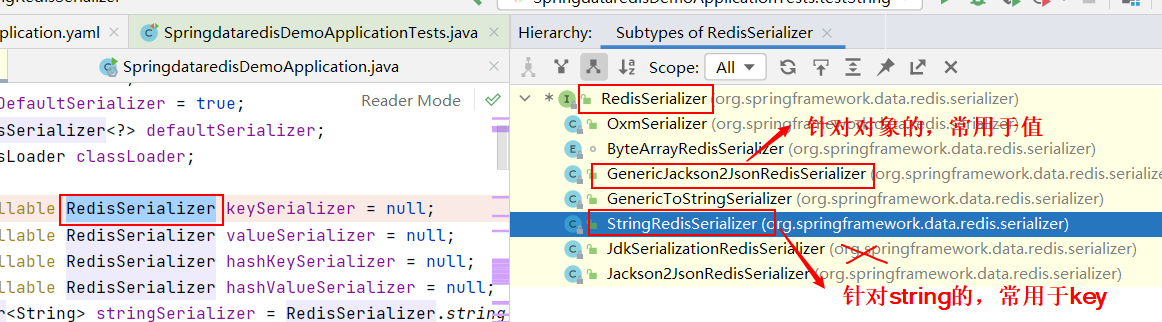 ngRedisSerializer
SpringdataredisDemoApplicationTests.testString
plication.yaml
SpringdataredisDemoApplicationTests.java
SpringdataredisDemoApplication.java
DefaultSerializer = true;
Reader Mode
sSerializer<?> defaultSerializer;
sLoader classLoader;
llable RedisSerializer keySerializer = null;
llable RedisSerializer valueSerializer = null;
llable RedisSerializer hashKeySerializer = null;
llable RedisSerializer hashValueSerializer = null;
r<String> stringSerializer = RedisSerializer.string
Hierarchy: Subtypes of RedisSerializer
Scope: All
RedisSerializer (org.springframework.data.redis.serializer)
OxmSerializer (org.springframework.data.redis.serializer)
针对对象的，常用于值
ByteArrayRedisSerializer (org.springframework.data.redis.serializer)
GenericJackson2JsonRedisSerializer (org.springframework.data.redis.serialize
GenericToStringSerializer (org.springframework.data.redis.serializer)
StringRedisSerializer (org.springframework.data.redis.serializer)
JdkSerializationRedisSerializer (org.springframework.data.redis.serializer)
Jackson2JsonRedisSerializer (org.springframework.data.redis.serializer)
针对string的，常用于key